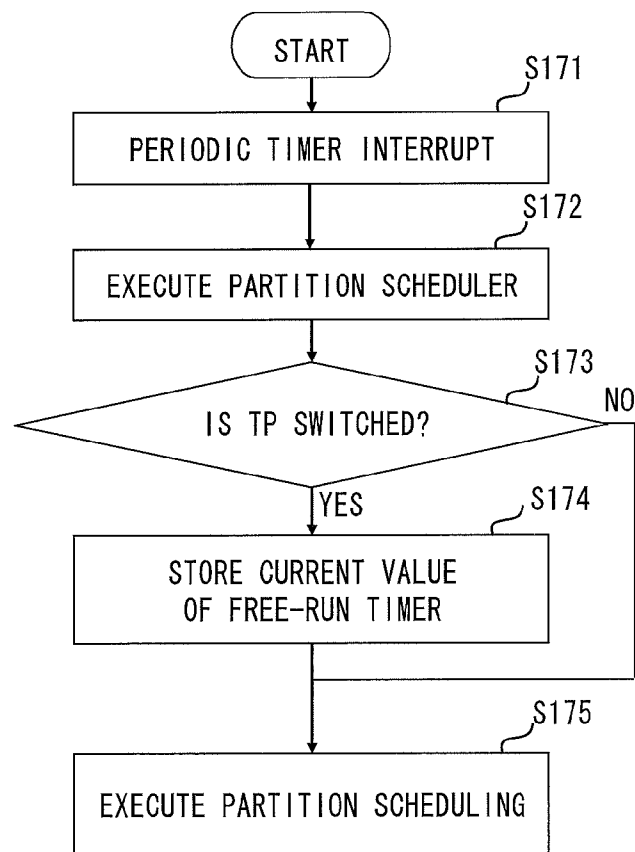 START
S171
PERIODIC TIMER INTERRUPT
S172
EXECUTE PARTITION SCHEDULER
S173
IS TP SWITCHED?
NO
YES
S174
STORE CURRENT VALUE
OF FREE-RUN TIMER
S175
EXECUTE PARTITION SCHEDULING